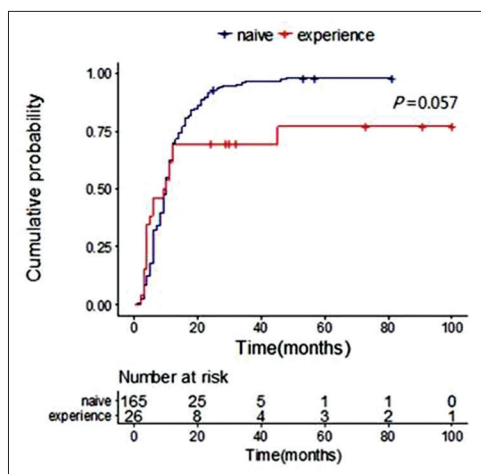 naive experience
1.00
P=0.057
0.75
0.50
0.25
0.00
Cumulative probability
0 20 40 60 80 100
Time(months)
Number at risk
naive 165 25 5 1 1 0
experience 26 8 4 3 2 1
0 20 40 60 80 100
Time(months)